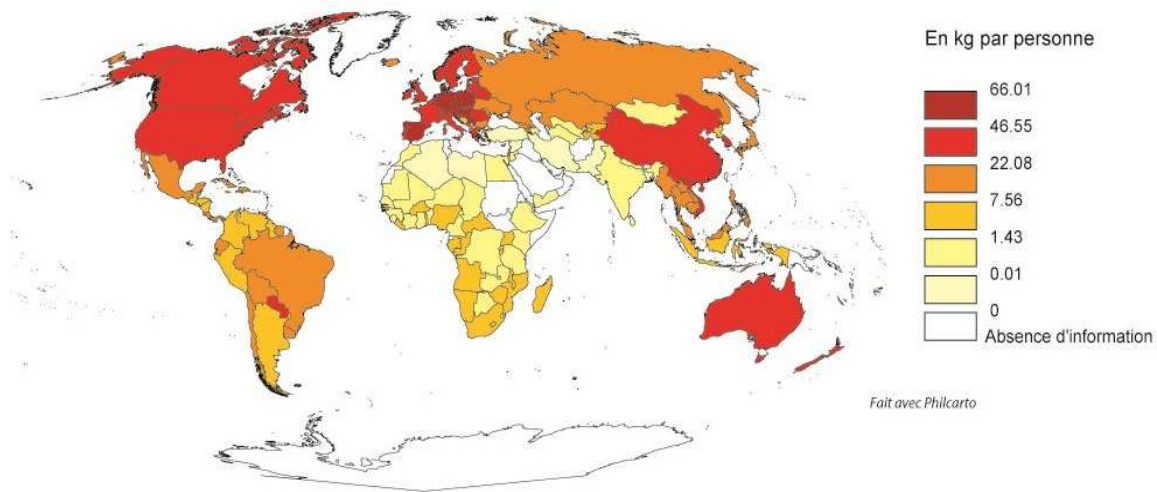 En kg par personne
66.01
46.55
22.08
7.56
1.43
0.01
0
Absence d'information
Fait avec Philcarto